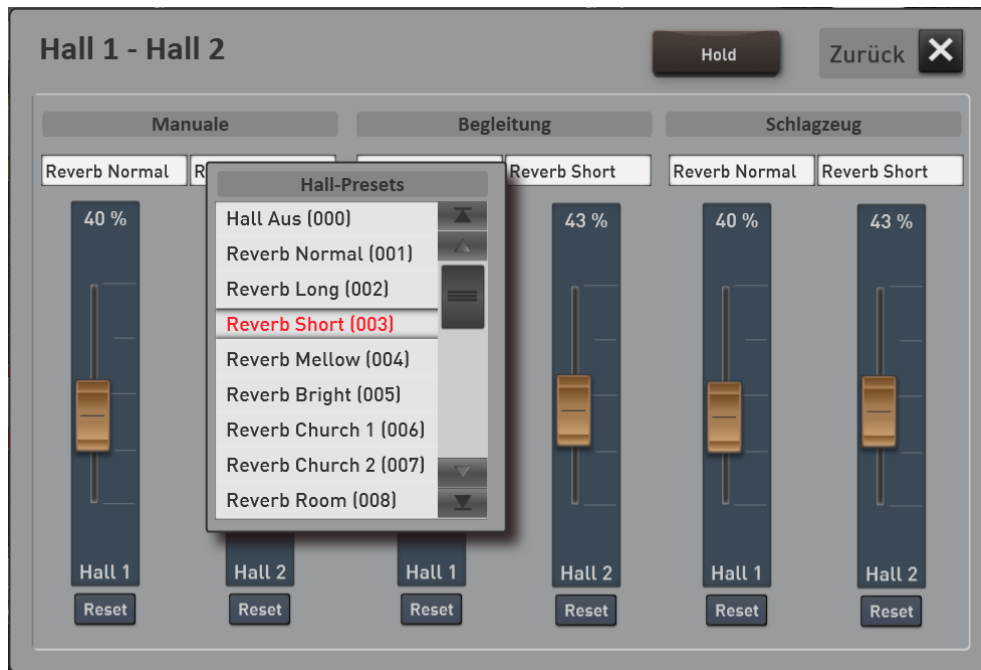 Hall 1 - Hall 2
Hold
Zurück
Manuale
Begleitung
Schlagzeug
Reverb Normal
R
Reverb Short
Reverb Normal
Reverb Short
Hall-Presets
Hall Aus (000)
Reverb Normal (001)
Reverb Long (002)
Reverb Short (003)
Reverb Mellow (004)
Reverb Bright (005)
Reverb Church 1 (006)
Reverb Church 2 (007)
Reverb Room (008)
40 %
43 %
40 %
43 %
Hall 1
Hall 2
Hall 1
Hall 2
Hall 1
Hall 2
Reset
Reset
Reset
Reset
Reset
Reset